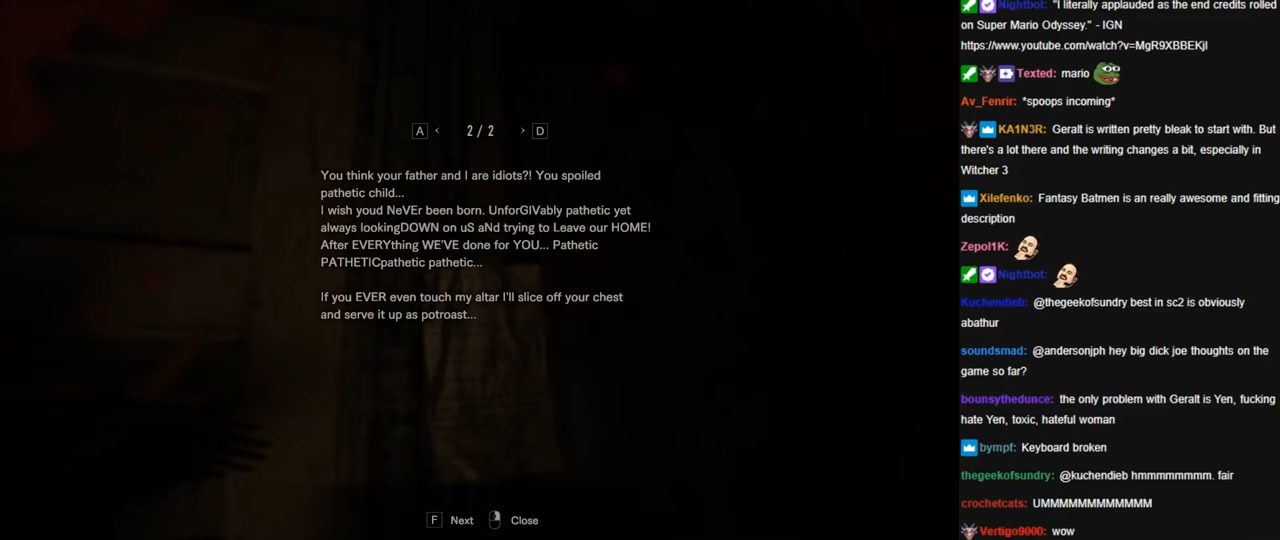 A < 2 / 2 > D
You think your father and I are idiots?! You spoiled
pathetic child...
I wish youd NeVEr been born. UnforGIVably pathetic yet
always lookingDOWN on uS aNd trying to Leave our HOME!
After EVERYthing WE'VE done for YOU... Pathetic
PATHETICpathetic pathetic...
If you EVER even touch my altar I'll slice off your chest
and serve it up as potroast...
F Next Close
Nightbot: "I literally applauded as the end credits rolled
on Super Mario Odyssey." - IGN
https://www.youtube.com/watch?v=MgR9XBBEKjI
Texted: mario
Av_Fenrir: *spoops incoming*
KA1N3R: Geralt is written pretty bleak to start with. But
there's a lot there and the writing changes a bit, especially in
Witcher 3
Xilefenko: Fantasy Batmen is an really awesome and fitting
description
Zepol1K:
Nightbot:
Kuchendieb: @thegeekofsundry best in sc2 is obviously
abathur
soundsmad: @andersonjph hey big dick joe thoughts on the
game so far?
bounsythedunce: the only problem with Geralt is Yen, fucking
hate Yen, toxic, hateful woman
bympf: Keyboard broken
thegeekofsundry: @kuchendieb hmmmmmmmm. fair
crochetcats: UMMMMMMMMMMMM
Vertigo9000: wow